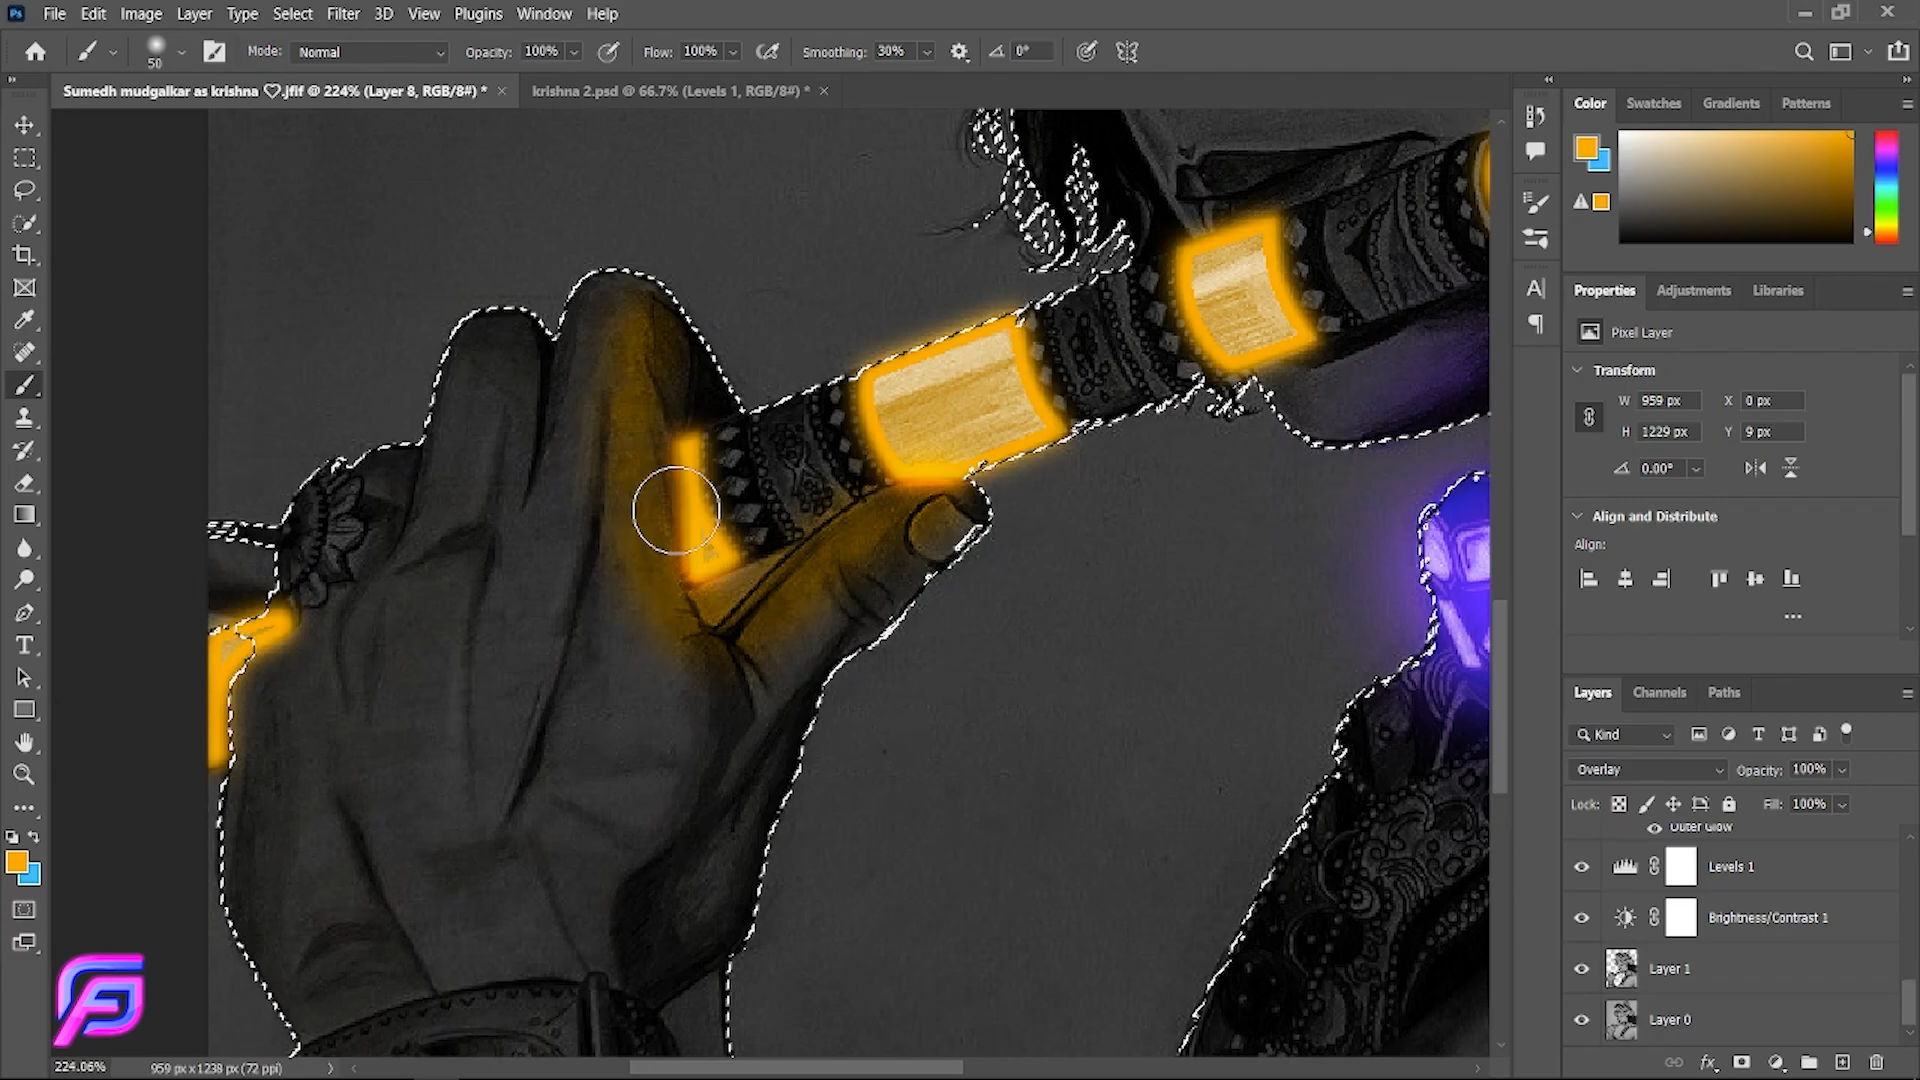 Ps File Edit Image Layer Type Select Filter 3D View Plugins Window Help
50 Mode: Normal Opacity: 100% Flow: 100% Smoothing: 30% 0°
Sumedh mudgalkar as krishna ♡.jfif @ 224% (Layer 8, RGB/8#) * × krishna 2.psd @ 66.7% (Levels 1, RGB/8#) * ×
Color Swatches Gradients Patterns
Properties Adjustments Libraries
Pixel Layer
Transform
W 959 px X 0 px
H 1229 px Y 9 px
0.00°
Align and Distribute
Align:
...
Layers Channels Paths
Kind
Overlay Opacity: 100%
Lock: Fill: 100%
Outer Glow
Levels 1
Brightness/Contrast 1
Layer 1
Layer 0
fx
224.06% 959 px x 1238 px (72 ppi)